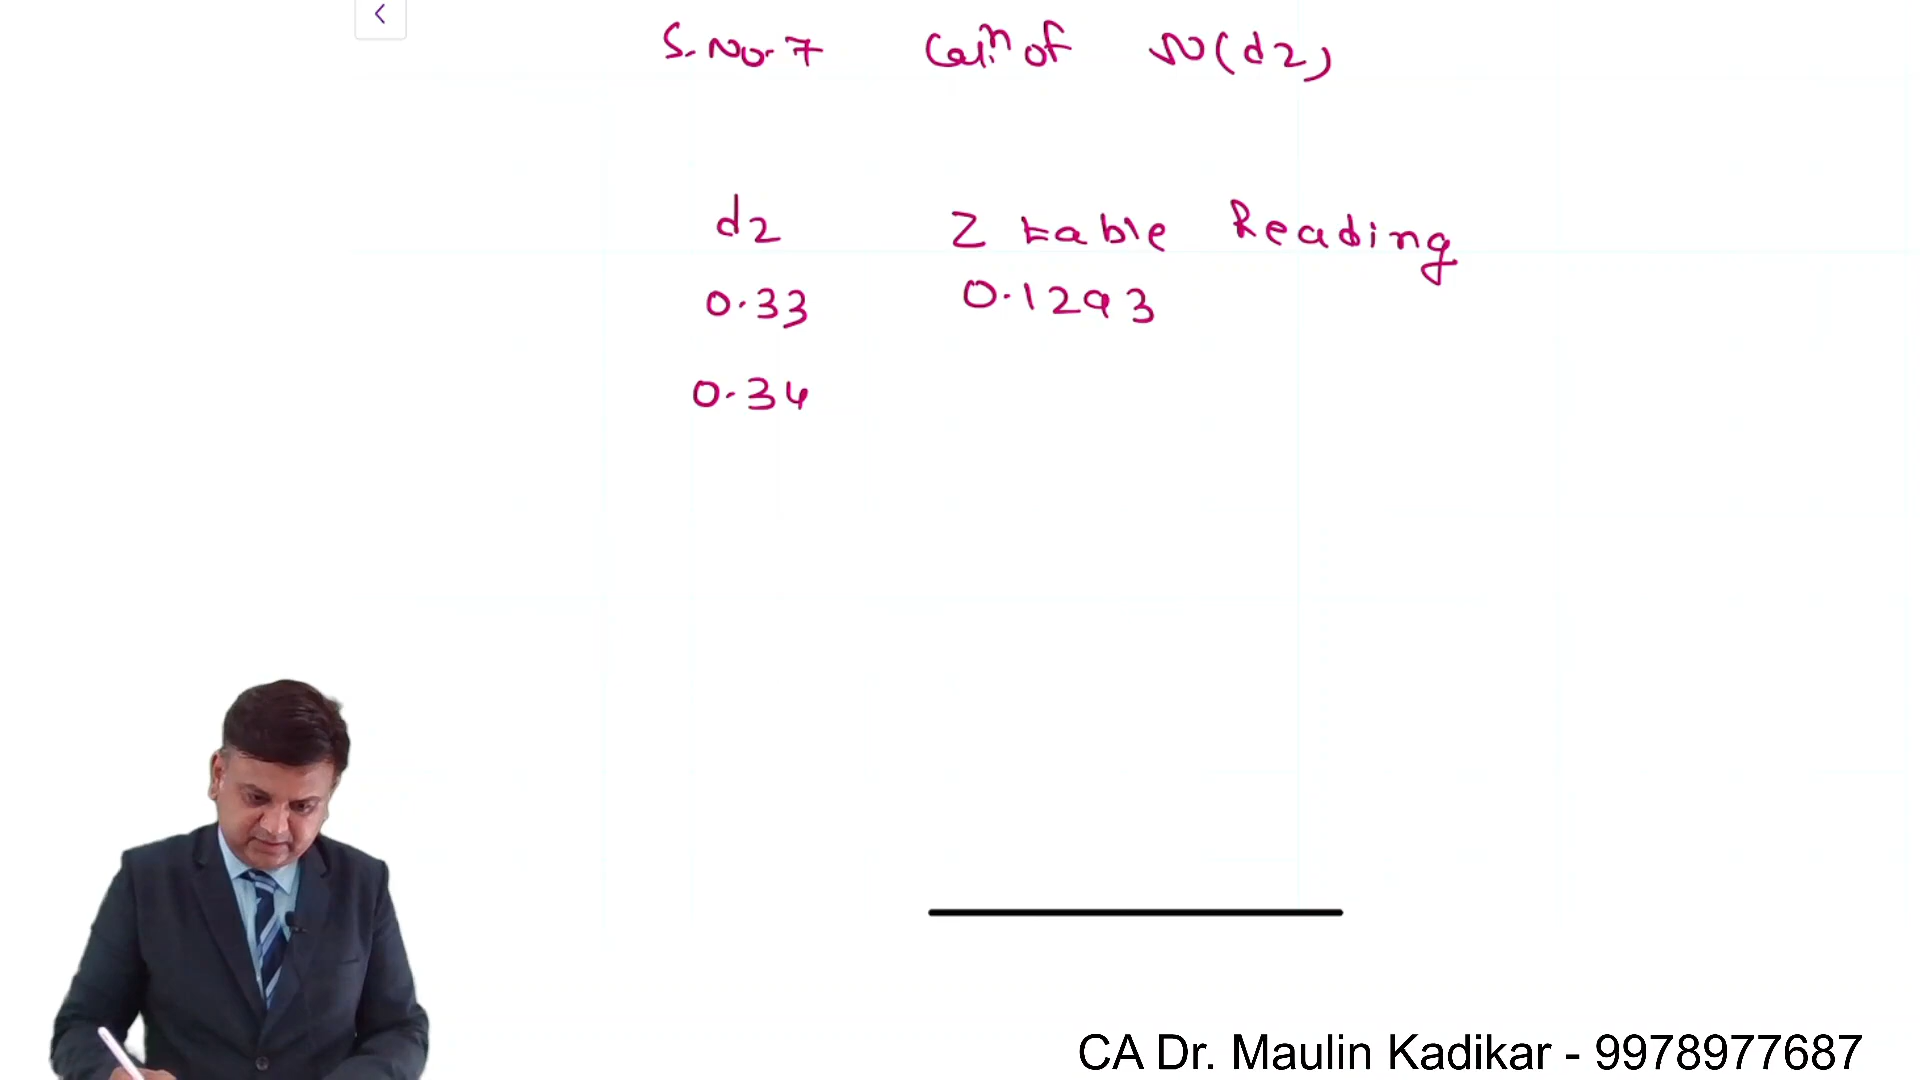 S. No. 7 Caln of N(d2)
d2 Z table Reading
0.33 0.1293
0.34
CA Dr. Maulin Kadikar - 9978977687